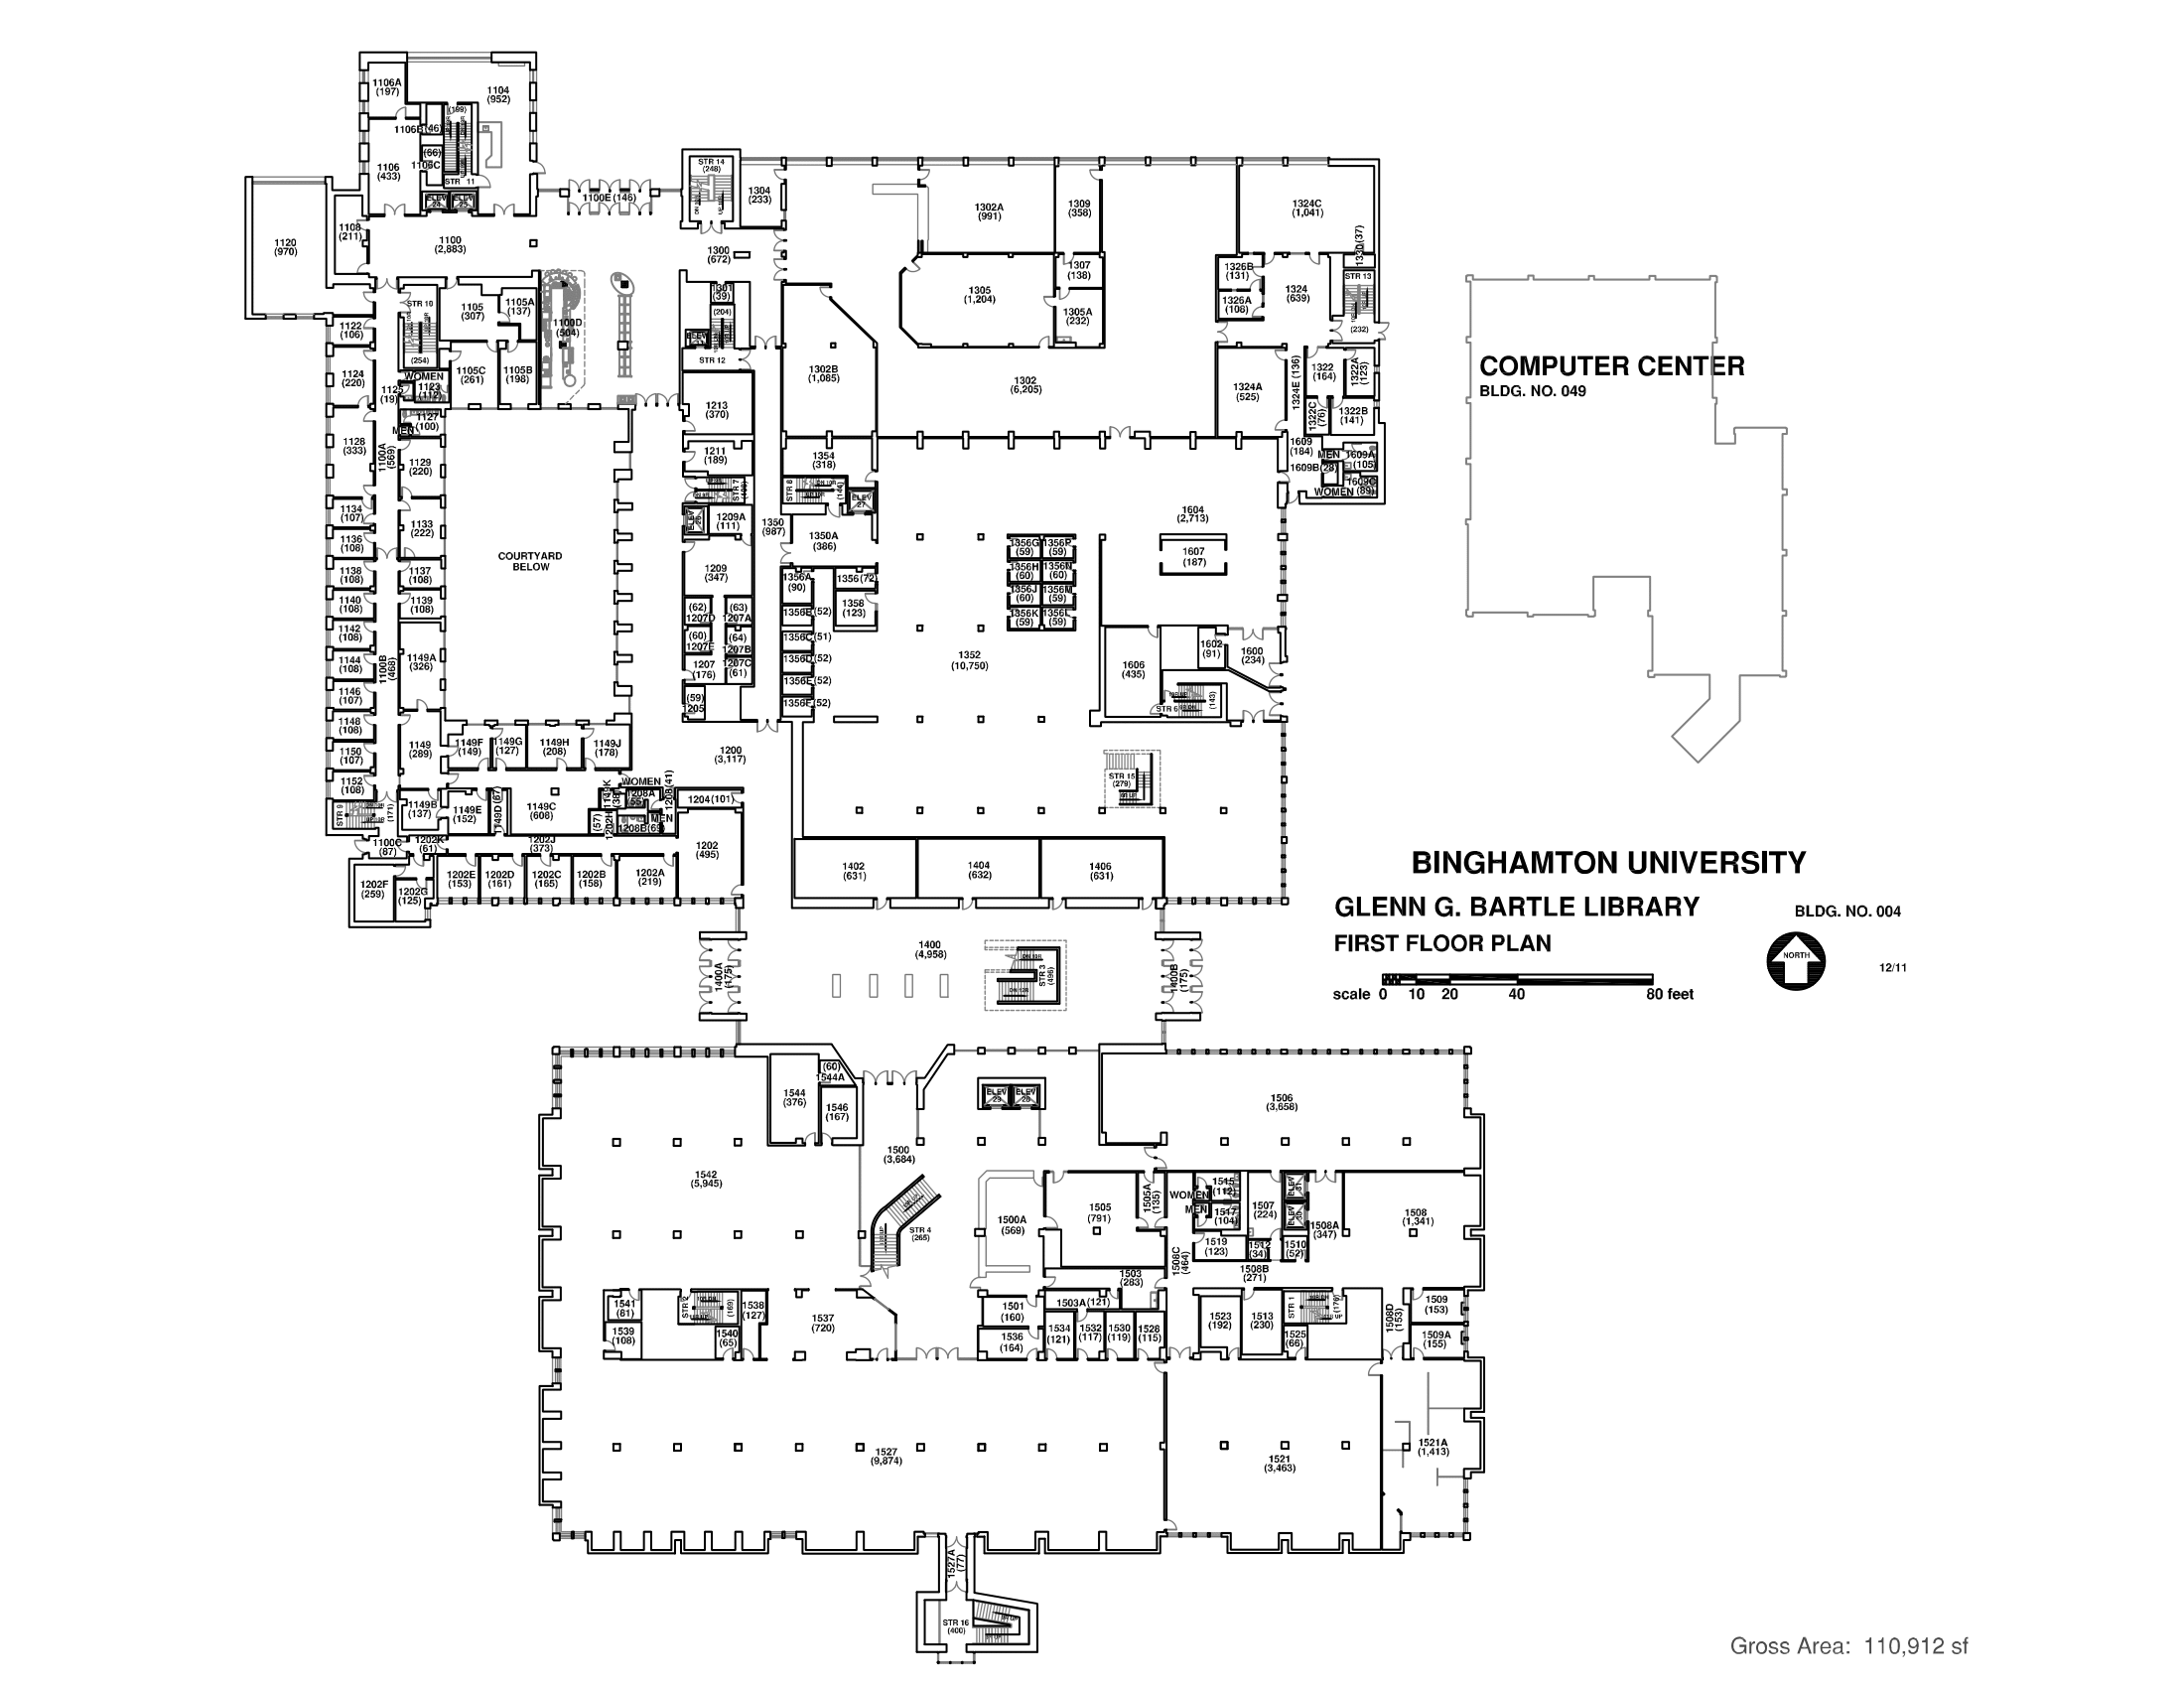 1106A
(197)
1104
(952)
(169)
1106B (46)
(66)
1106C
1106
(433)
STR 11
ELEV
24
ELEV
25
1100E (146)
1108
(211)
1120
(970)
1100
(2,883)
STR 14
(248)
1304
(233)
1300
(672)
1301
(39)
(204)
STR 12
1302A
(991)
1309
(358)
1307
(138)
1305
(1,204)
1305A
(232)
1302B
(1,085)
1302
(6,205)
1324C
(1,041)
1330 (37)
1326B
(131)
1326A
(108)
1324
(639)
STR 13
(232)
1324A
(525)
1324E (136)
1322
(164)
1322A
(123)
1322C
(76)
1322B
(141)
1609
(184)
MEN
1609A
(105)
1609B (28)
WOMEN
1609C
(89)
STR 10
(254)
1105
(307)
1105A
(137)
1105C
(261)
1105B
(198)
1100D
(504)
1122
(106)
1124
(220)
WOMEN
1125
(19)
1123
(112)
1127
(100)
MEN
1128
(333)
1100A
(569)
1129
(220)
1134
(107)
1133
(222)
1136
(108)
1138
(108)
1137
(108)
1140
(108)
1139
(108)
1142
(108)
1144
(108)
1100B
(468)
1149A
(326)
1146
(107)
1148
(108)
1149
(289)
1150
(107)
1152
(108)
COURTYARD
BELOW
1149F
(149)
1149G
(127)
1149H
(208)
1149J
(178)
STR 9
(171)
1149B
(137)
1149E
(152)
1149D (67)
1149C
(608)
1149K
(38)
WOMEN
1208A
(55)
1208 (41)
MEN
1208B (69)
(57)
1202H
1204 (101)
1100C
(87)
1202K
(61)
1202J
(373)
1202
(495)
1202F
(259)
1202G
(125)
1202E
(153)
1202D
(161)
1202C
(165)
1202B
(158)
1202A
(219)
1213
(370)
1211
(189)
STR 7
1209A
(111)
1209
(347)
(62)
1207D
(63)
1207A
(60)
1207E
(64)
1207B
1207
(176)
1207C
(61)
(59)
1205
1200
(3,117)
1350
(987)
1354
(318)
STR 8
(144)
ELEV
27
1350A
(386)
1356A
(90)
1356 (72)
1358
(123)
1356B (52)
1356C (51)
1356D (52)
1356E (52)
1356F (52)
1356G
(59)
1356P
(59)
1356H
(60)
1356N
(60)
1356J
(60)
1356M
(59)
1356K
(59)
1356L
(59)
1352
(10,750)
1604
(2,713)
1607
(187)
1606
(435)
1602
(91)
1600
(234)
STR 6
(143)
STR 15
(279)
1402
(631)
1404
(632)
1406
(631)
1400
(4,958)
1400A
(175)
STR 3
(496)
1400B
(175)
COMPUTER CENTER
BLDG. NO. 049
BINGHAMTON UNIVERSITY
GLENN G. BARTLE LIBRARY
BLDG. NO. 004
FIRST FLOOR PLAN
NORTH
12/11
scale 0 10 20 40 80 feet
1544
(376)
(60)
1544A
1546
(167)
ELEV
29
ELEV
28
1506
(3,658)
1542
(5,945)
1500
(3,684)
STR 4
(265)
1500A
(569)
1505
(791)
1505A
(135)
WOMEN
1515
(112)
MEN
1517
(104)
1507
(224)
1519
(123)
1512
(34)
1510
(52)
1508A
(347)
1508
(1,341)
1508C
(464)
1508B
(271)
1503
(283)
1503A (121)
1501
(160)
1536
(164)
1534
(121)
1532
(117)
1530
(119)
1528
(115)
1541
(81)
1539
(108)
STR 2
(169)
1540
(65)
1538
(127)
1537
(720)
1523
(192)
1513
(230)
STR 1
(176)
1525
(66)
1508D
(153)
1509
(153)
1509A
(155)
1527
(9,874)
1521
(3,463)
1521A
(1,413)
1527A
(77)
STR 16
(400)
Gross Area: 110,912 sf